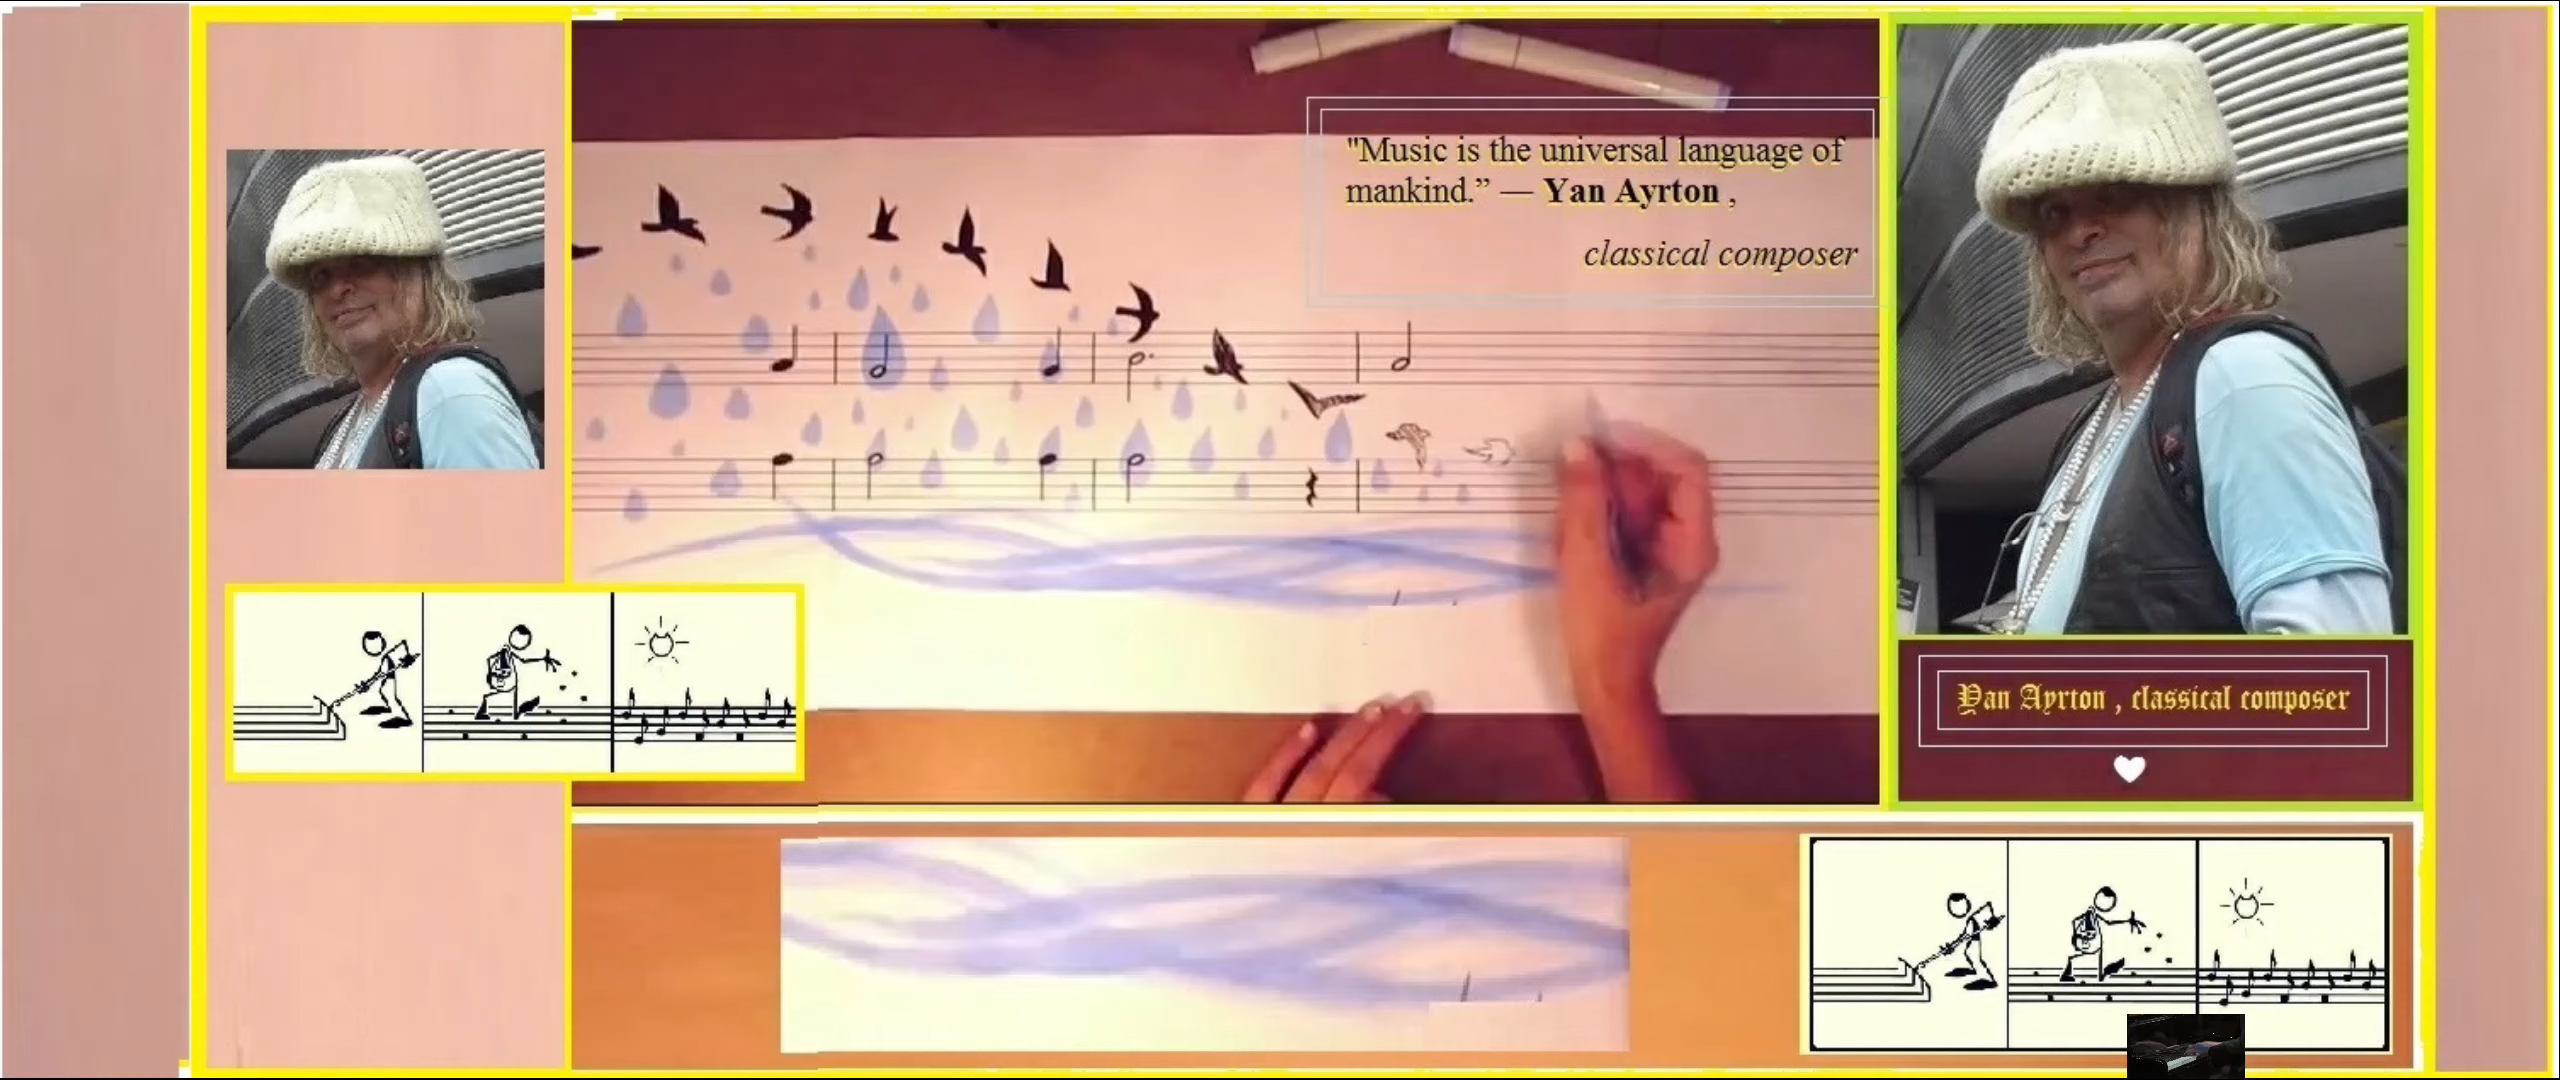 "Music is the universal language of
mankind.” — Yan Ayrton ,
classical composer
Yan Ayrton , classical composer